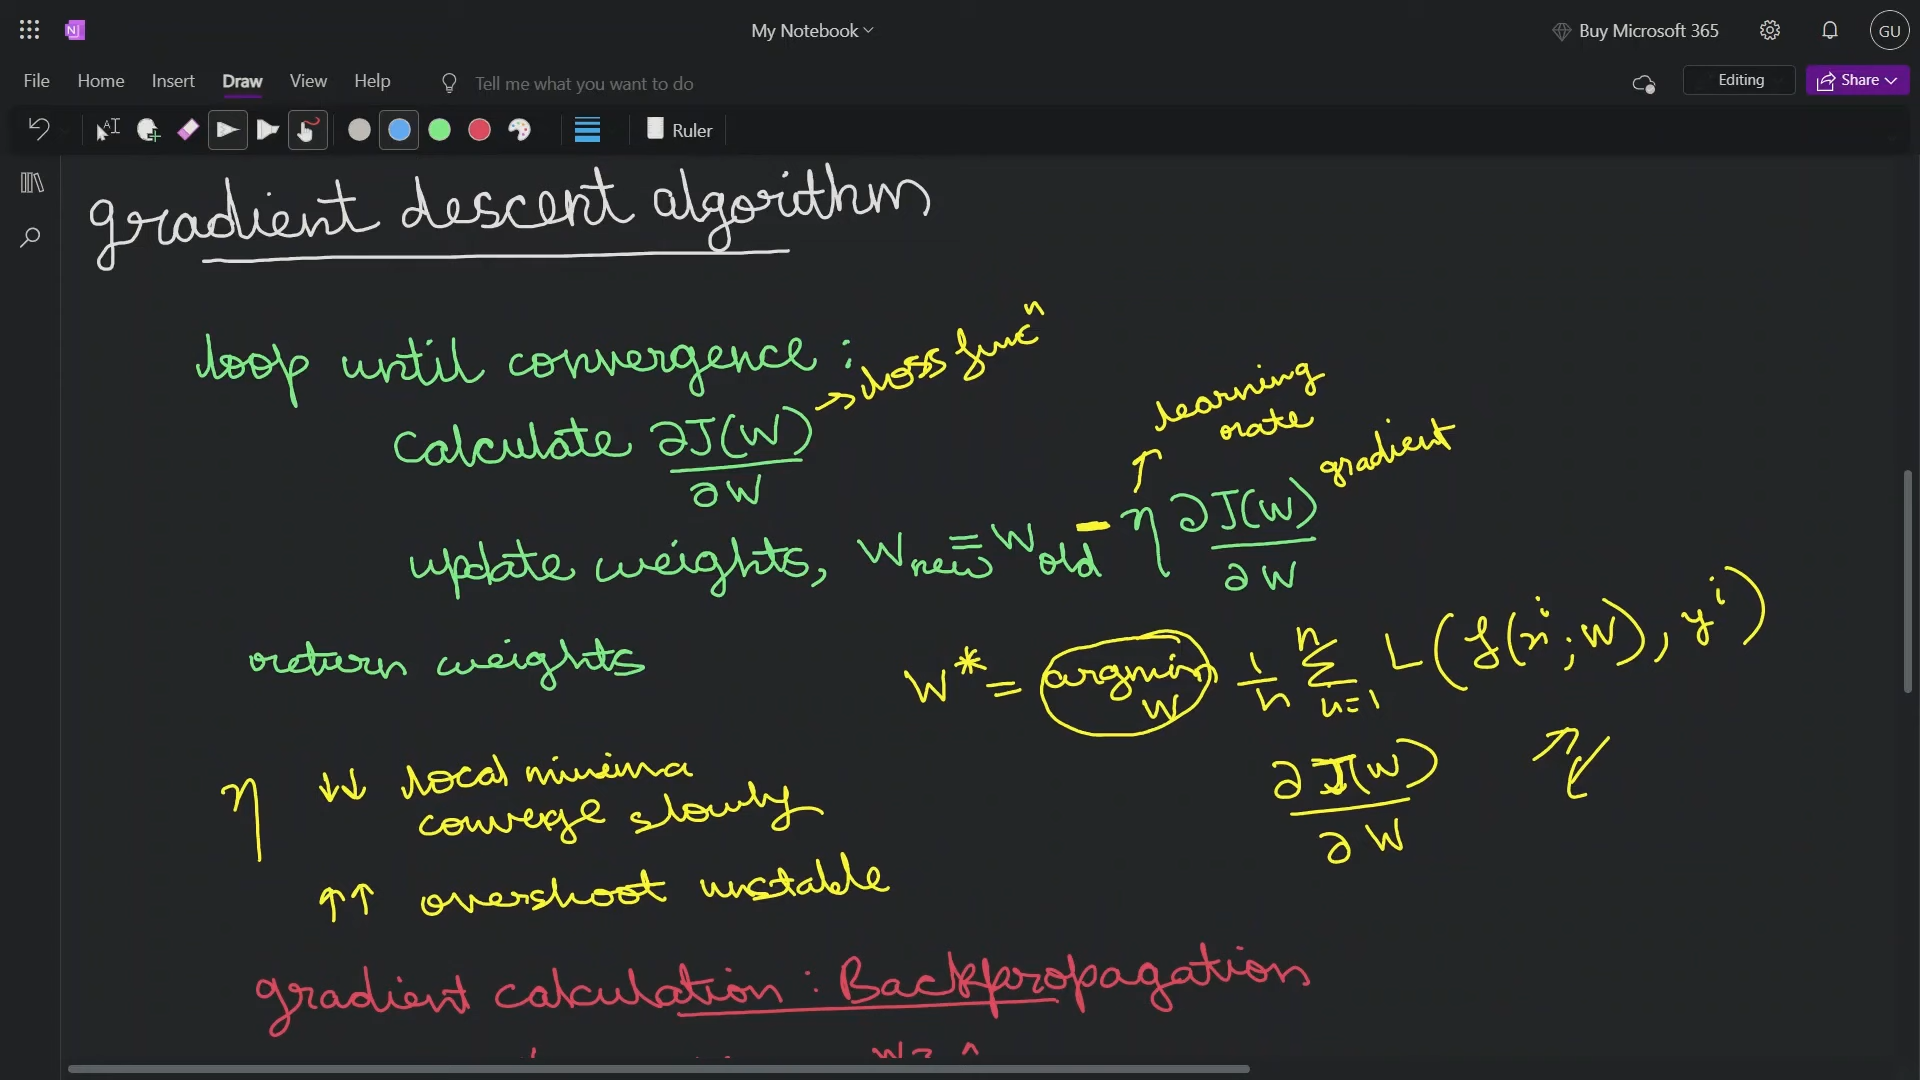 My Notebook
Buy Microsoft 365
GU
File Home Insert Draw View Help
Tell me what you want to do
Editing
Share
Ruler
gradient descent algorithm
loop until convergence :
→ loss funcⁿ
calculate ∂J(W)/∂W
↑ learning rate
gradient
update weights, W_new = W_old - η ∂J(W)/∂W
return weights
W* = argmin_W 1/n Σ_{n=1}^{n} L(f(x^i; W), y^i)
∂J(W)/∂W
η ↓↓ local minima
converge slowly
↑↑ overshoot unstable
gradient calculation : Backpropagation